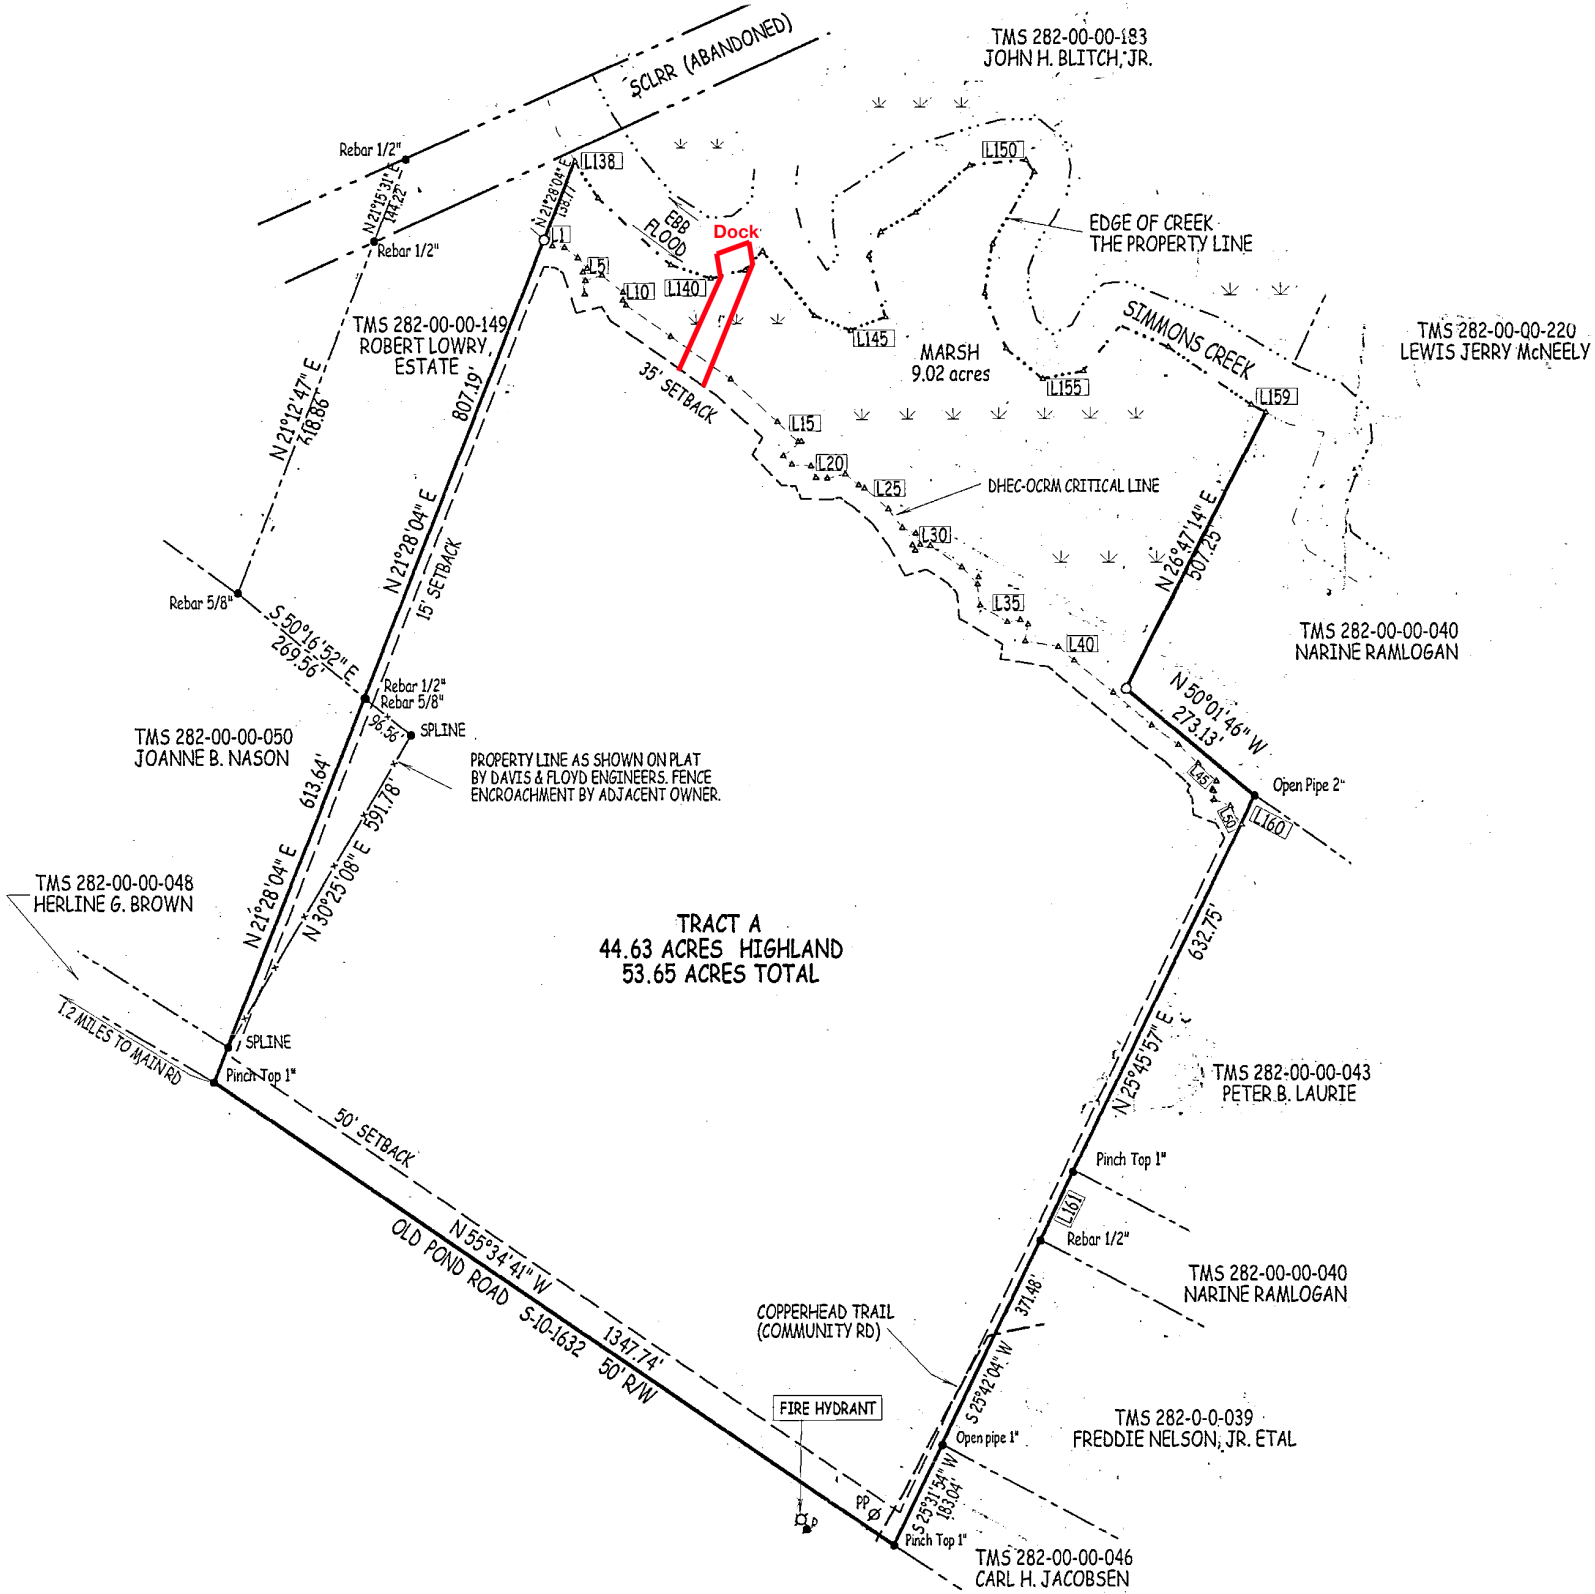 TMS 282-00-00-183
JOHN H. BLITCH, JR.
SCLRR (ABANDONED)
Rebar 1/2"
N 21°15'31" E
144.22'
Rebar 1/2"
N 21°28'04" E
138.77'
L138
L150
EBB
FLOOD
Dock
EDGE OF CREEK
THE PROPERTY LINE
L1
L5
L10
L140
L145
L155
L159
SIMMONS CREEK
TMS 282-00-00-149
ROBERT LOWRY
ESTATE
MARSH
9.02 acres
TMS 282-00-00-220
LEWIS JERRY McNEELY
35' SETBACK
N 21°12'47" E
618.86'
807.19'
N 21°28'04" E
15' SETBACK
L15
L20
L25
L30
L35
L40
L45
L50
DHEC-OCRM CRITICAL LINE
N 26°47'14" E
507.25'
Rebar 5/8"
S 50°16'52" E
269.56'
TMS 282-00-00-040
NARINE RAMLOGAN
N 50°01'46" W
273.13'
Rebar 1/2"
Rebar 5/8"
96.56'
SPLINE
TMS 282-00-00-050
JOANNE B. NASON
PROPERTY LINE AS SHOWN ON PLAT
BY DAVIS & FLOYD ENGINEERS. FENCE
ENCROACHMENT BY ADJACENT OWNER.
Open Pipe 2"
L160
613.64'
N 21°28'04" E
N 30°25'08" E 591.78'
TMS 282-00-00-048
HERLINE G. BROWN
TRACT A
44.63 ACRES HIGHLAND
53.65 ACRES TOTAL
632.75'
N 25°45'57" E
1.2 MILES TO MAIN RD
SPLINE
Pinch Top 1"
TMS 282-00-00-043
PETER B. LAURIE
50' SETBACK
Pinch Top 1"
L161
Rebar 1/2"
N 55°34'41" W
1347.74'
OLD POND ROAD S-10-1632 50' R/W
TMS 282-00-00-040
NARINE RAMLOGAN
371.48'
S 25°42'04" W
COPPERHEAD TRAIL
(COMMUNITY RD)
FIRE HYDRANT
TMS 282-0-0-039
FREDDIE NELSON, JR. ETAL
Open pipe 1"
S 25°31'54" W
183.04'
PP
Pinch Top 1"
TMS 282-00-00-046
CARL H. JACOBSEN